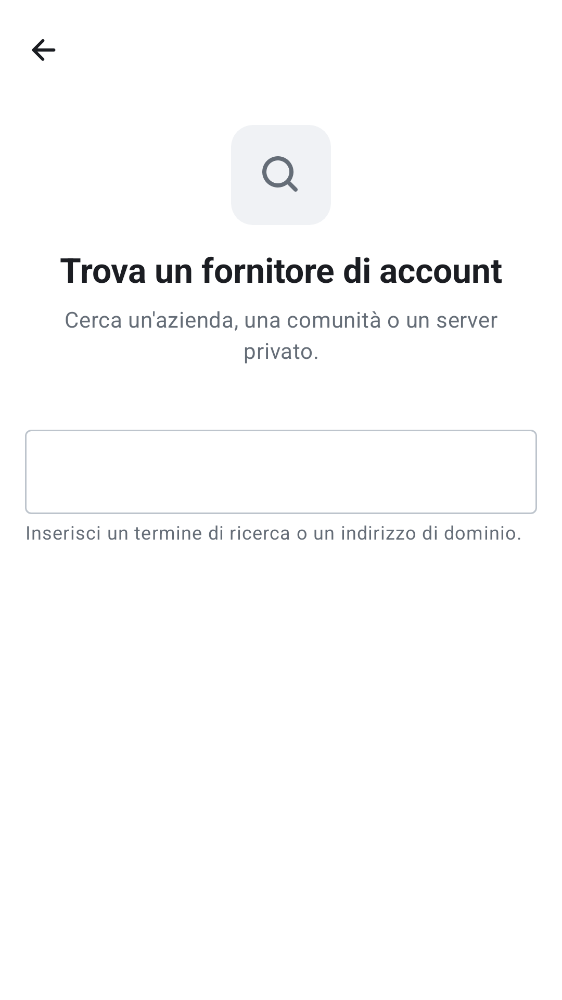 Trova un fornitore di account
Cerca un'azienda, una comunità o un server
privato.
Inserisci un termine di ricerca o un indirizzo di dominio.